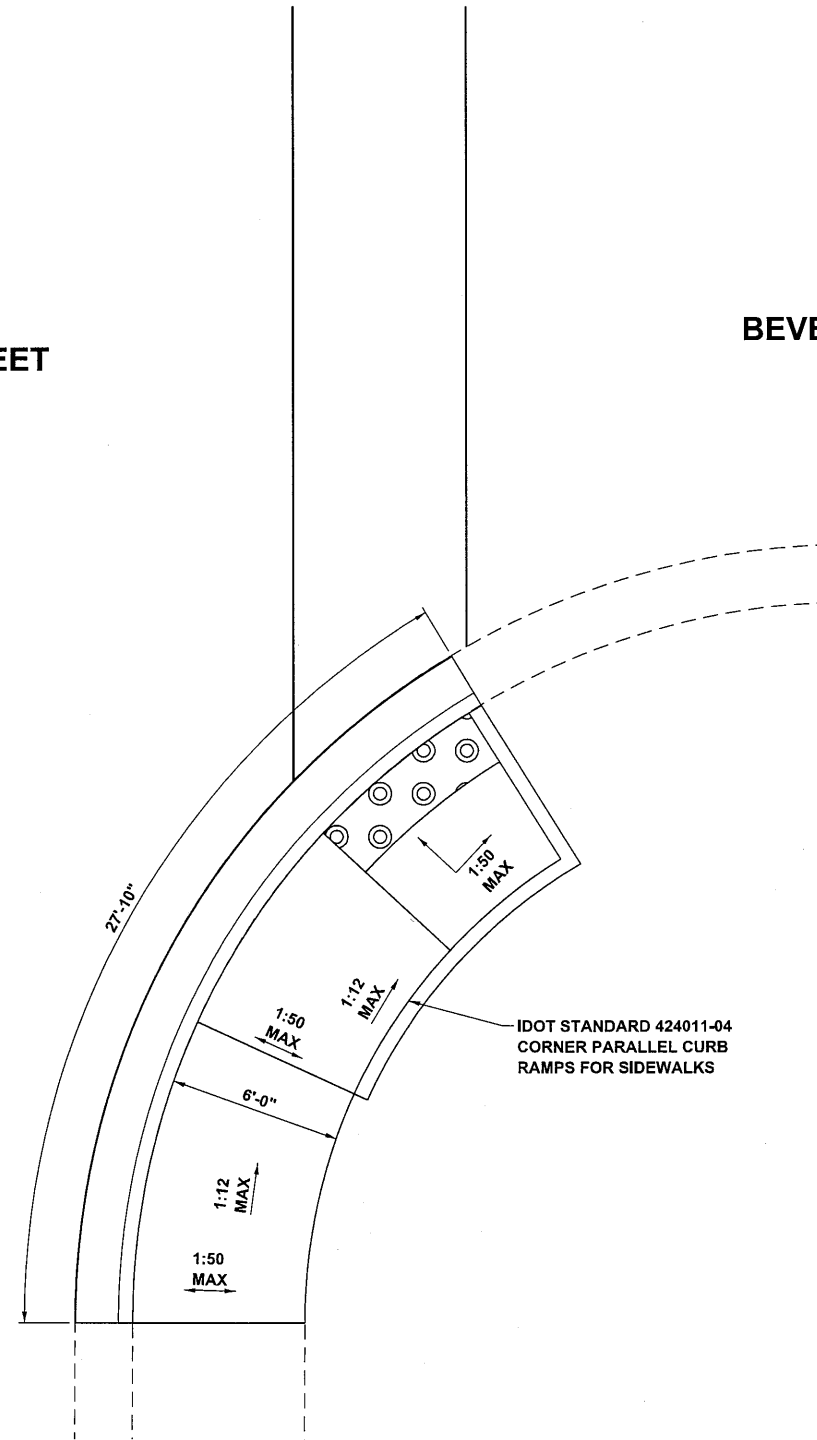 BEVE
EET
27'-10"
1:50
MAX
1:12
MAX
1:50
MAX
IDOT STANDARD 424011-04
CORNER PARALLEL CURB
RAMPS FOR SIDEWALKS
6'-0"
1:12
MAX
1:50
MAX